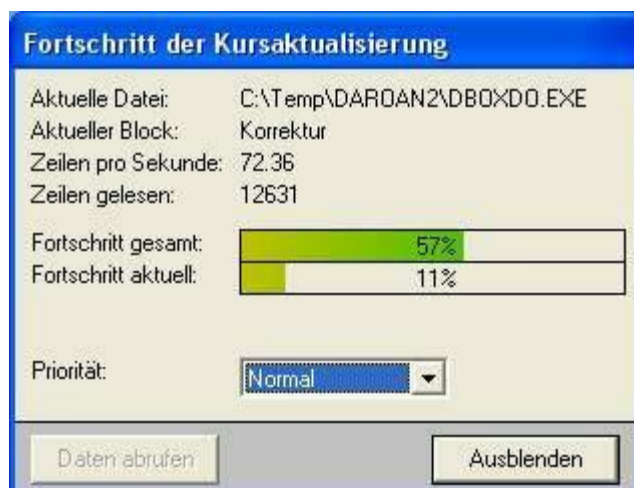 Fortschritt der Kursaktualisierung
Aktuelle Datei: C:\Temp\DAROAN2\DBOXDO.EXE
Aktueller Block: Korrektur
Zeilen pro Sekunde: 72.36
Zeilen gelesen: 12631
Fortschritt gesamt: 57%
Fortschritt aktuell: 11%
Priorität: Normal
Daten abrufen Ausblenden